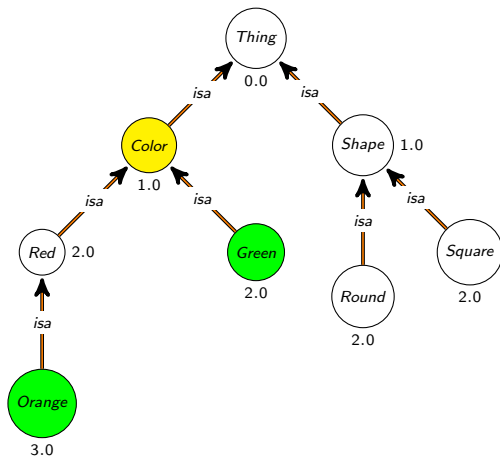 Thing
0.0
isa
isa
Color
1.0
Shape
1.0
isa
isa
isa
isa
Red
2.0
Green
2.0
Round
2.0
Square
2.0
isa
Orange
3.0